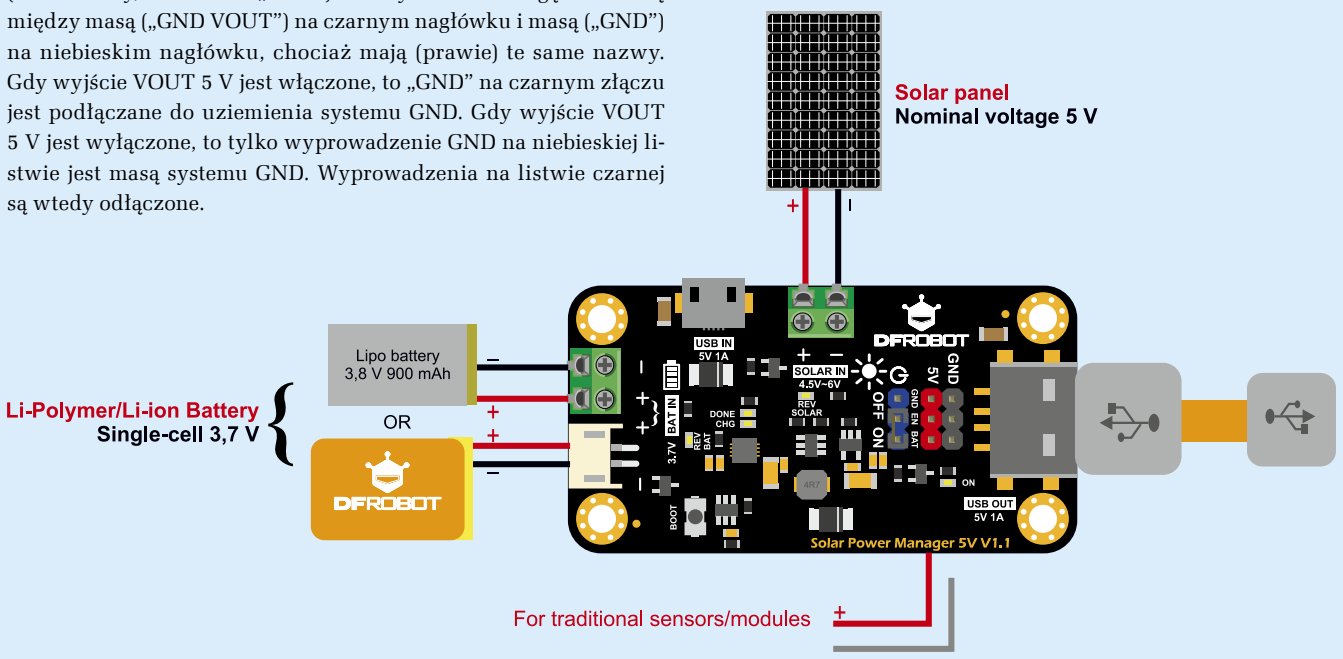 między masą („GND VOUT”) na czarnym nagłówku i masą („GND”)
na niebieskim nagłówku, chociaż mają (prawie) te same nazwy.
Gdy wyjście VOUT 5 V jest włączone, to „GND” na czarnym złączu
jest podłączane do uziemienia systemu GND. Gdy wyjście VOUT
5 V jest wyłączone, to tylko wyprowadzenie GND na niebieskiej li-
stwie jest masą systemu GND. Wyprowadzenia na listwie czarnej
są wtedy odłączone.
Solar panel
Nominal voltage 5 V
+ –
Lipo battery
3,8 V 900 mAh
– +
Li-Polymer/Li-ion Battery
Single-cell 3,7 V
OR
+ –
DFROBOT
USB IN
5V 1A
+ –
SOLAR IN
4.5V~6V
REV
SOLAR
DFROBOT
– + + –
BAT IN
3.7V
DONE
CHG
REV
BAT
BOOT
4R7
OFF ON
GND EN BAT
5V
GND
ON
USB OUT
5V 1A
Solar Power Manager 5V V1.1
For traditional sensors/modules
+